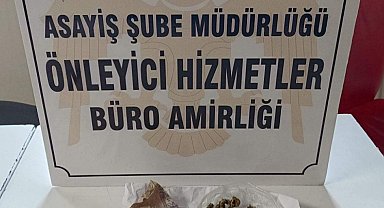 ASAYİŞ ŞUBE MÜDÜRLÜĞÜ
ÖNLEYİCİ HİZMETLER
BÜRO AMİRLİĞİ